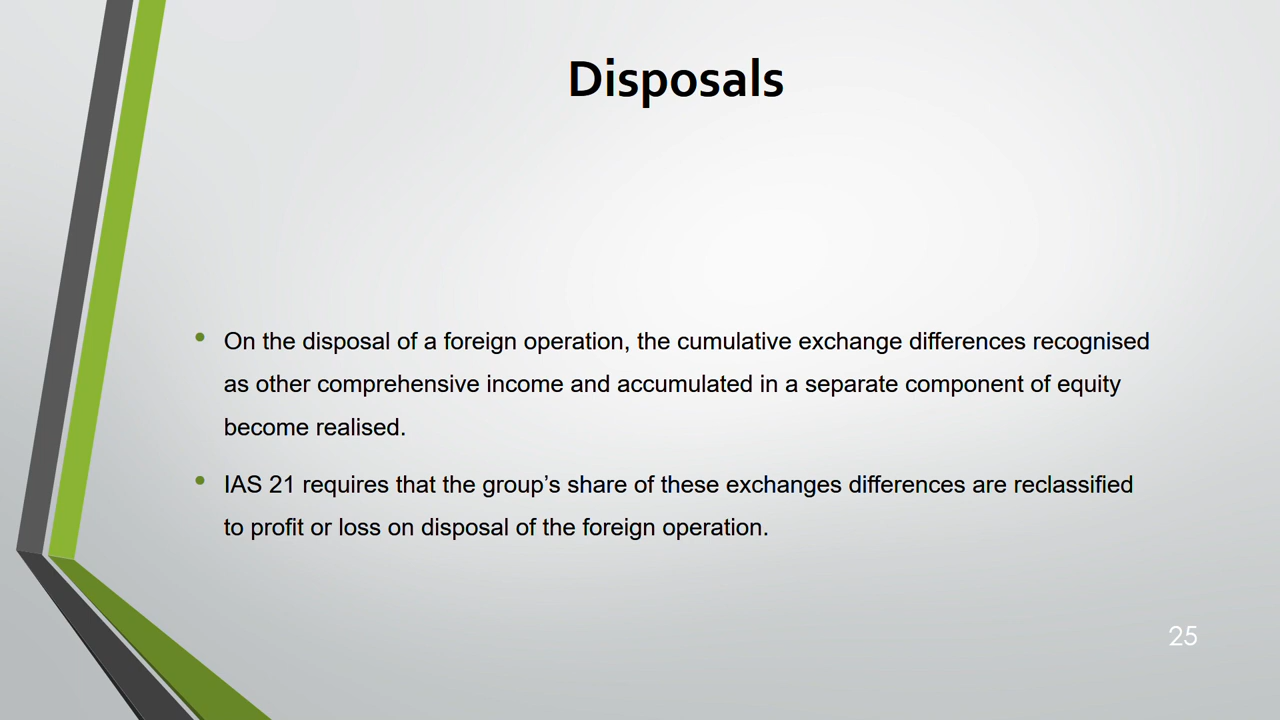 Disposals
• On the disposal of a foreign operation, the cumulative exchange differences recognised
as other comprehensive income and accumulated in a separate component of equity
become realised.
• IAS 21 requires that the group’s share of these exchanges differences are reclassified
to profit or loss on disposal of the foreign operation.
25